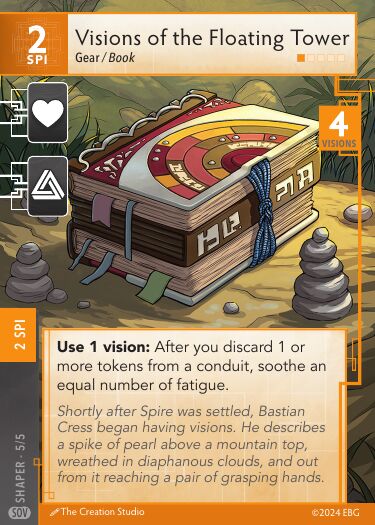 2
SPI
Visions of the Floating Tower
Gear / Book
4
VISIONS
2 SPI
Use 1 vision: After you discard 1 or
more tokens from a conduit, soothe an
equal number of fatigue.
Shortly after Spire was settled, Bastian
Cress began having visions. He describes
a spike of pearl above a mountain top,
wreathed in diaphanous clouds, and out
from it reaching a pair of grasping hands.
SOV
SHAPER - 5/5
The Creation Studio
©2024 EBG